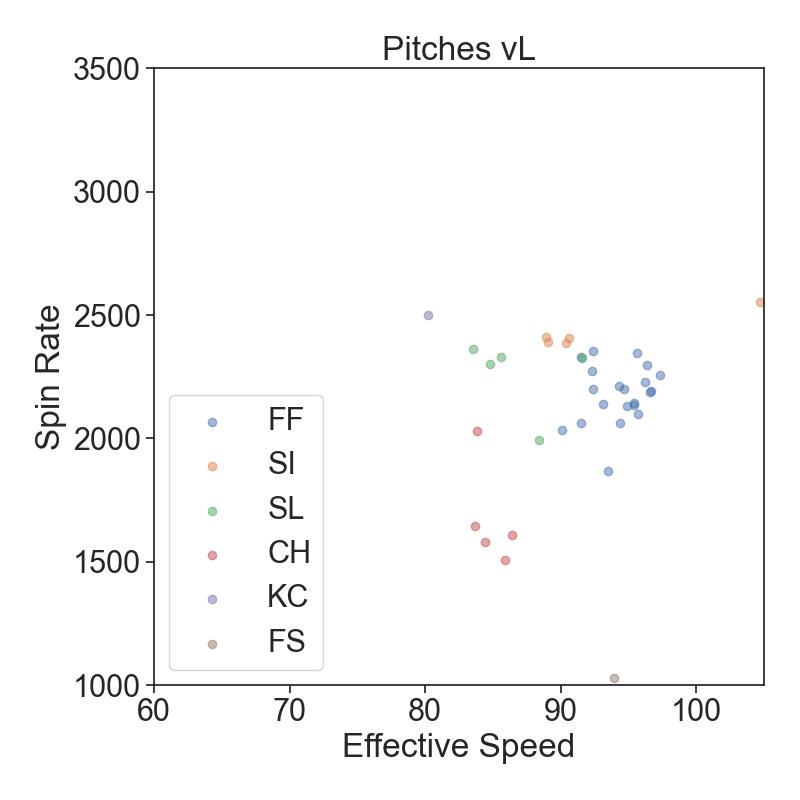 Pitches vL
3500
3000
2500
2000
1500
1000
Spin Rate
FF
SI
SL
CH
KC
FS
60 70 80 90 100
Effective Speed